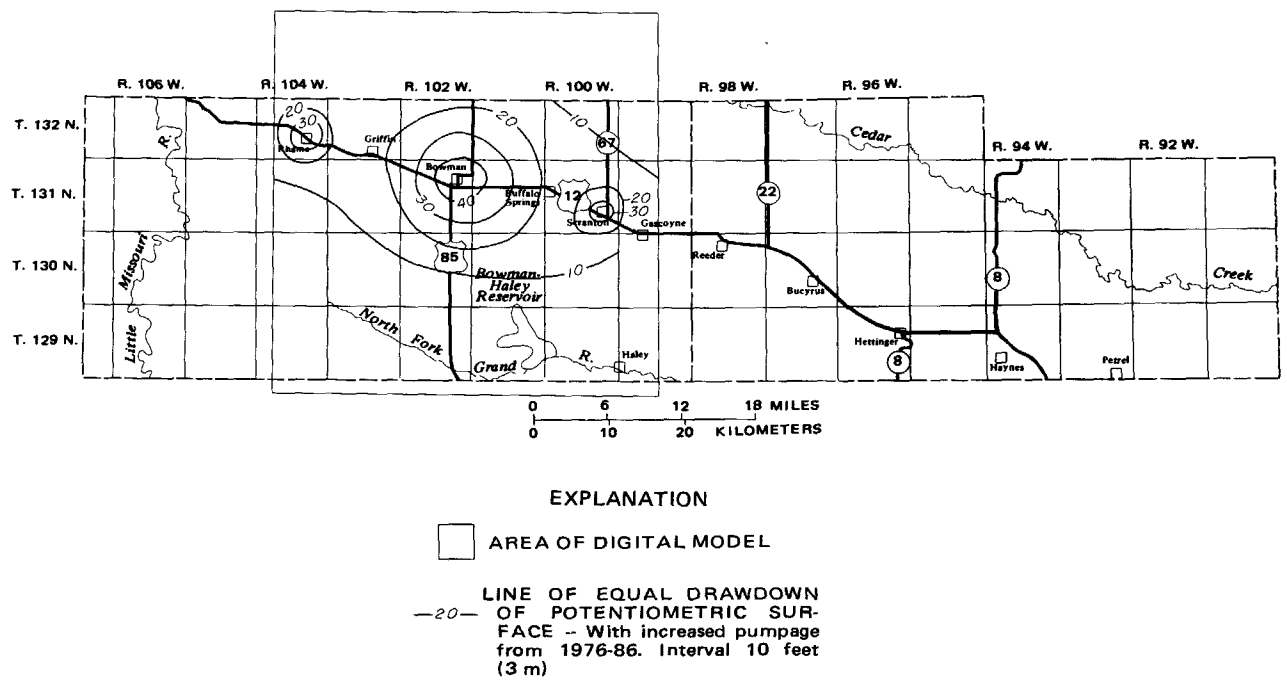 R. 106 W. R. 104 W. R. 102 W. R. 100 W. R. 98 W. R. 96 W.
T. 132 N.
R. 94 W. R. 92 W.
T. 131 N.
T. 130 N.
T. 129 N.
Little Missouri R.
20
30
Rhame
Griffin
20
10
67
Cedar
Creek
Bowman
40
30
Buffalo
Springs
12
20
30
Scranton
Gascoyne
22
85
10
Bowman-
Haley
Reservoir
Reeder
Bucyrus
8
North Fork
Grand R.
Haley
Hettinger
8
Haynes
Petrel
0 6 12 18 MILES
0 10 20 KILOMETERS
EXPLANATION
AREA OF DIGITAL MODEL
LINE OF EQUAL DRAWDOWN
—20— OF POTENTIOMETRIC SUR-
FACE -- With increased pumpage
from 1976-86. Interval 10 feet
(3 m)